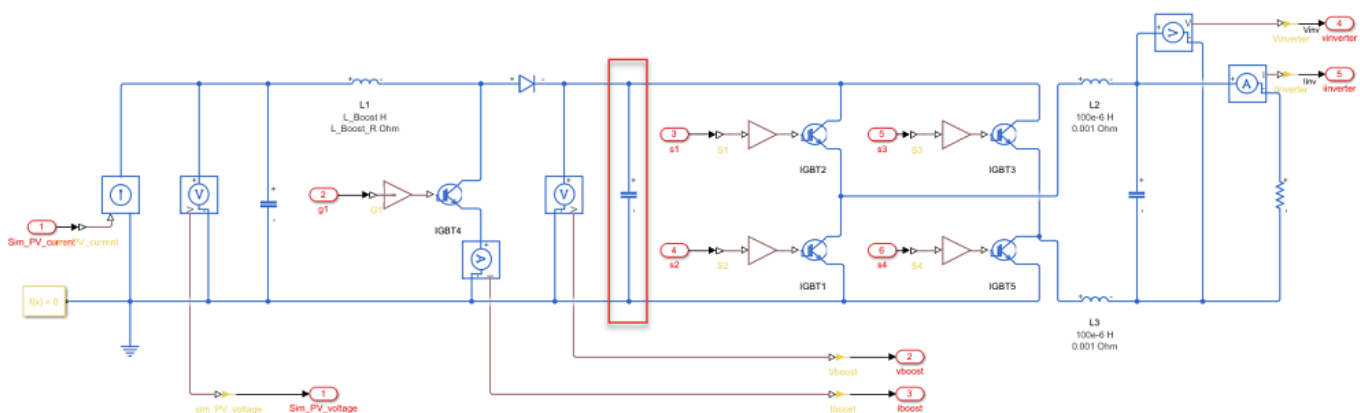 V
4
Vinverter
Vinv
vinverter
I
5
A
Iinverter
Iinv
iinverter
L1
L_Boost H
L_Boost_R Ohm
L2
100e-6 H
0.001 Ohm
3
s1
S1
IGBT2
5
s3
S3
IGBT3
V
V
2
g1
G1
IGBT4
1
Sim_PV_current
PV_current
A
4
s2
S2
IGBT1
6
s4
S4
IGBT5
f(x) = 0
L3
100e-6 H
0.001 Ohm
2
Vboost
vboost
1
sim_PV_voltage
Sim_PV_voltage
3
Iboost
iboost